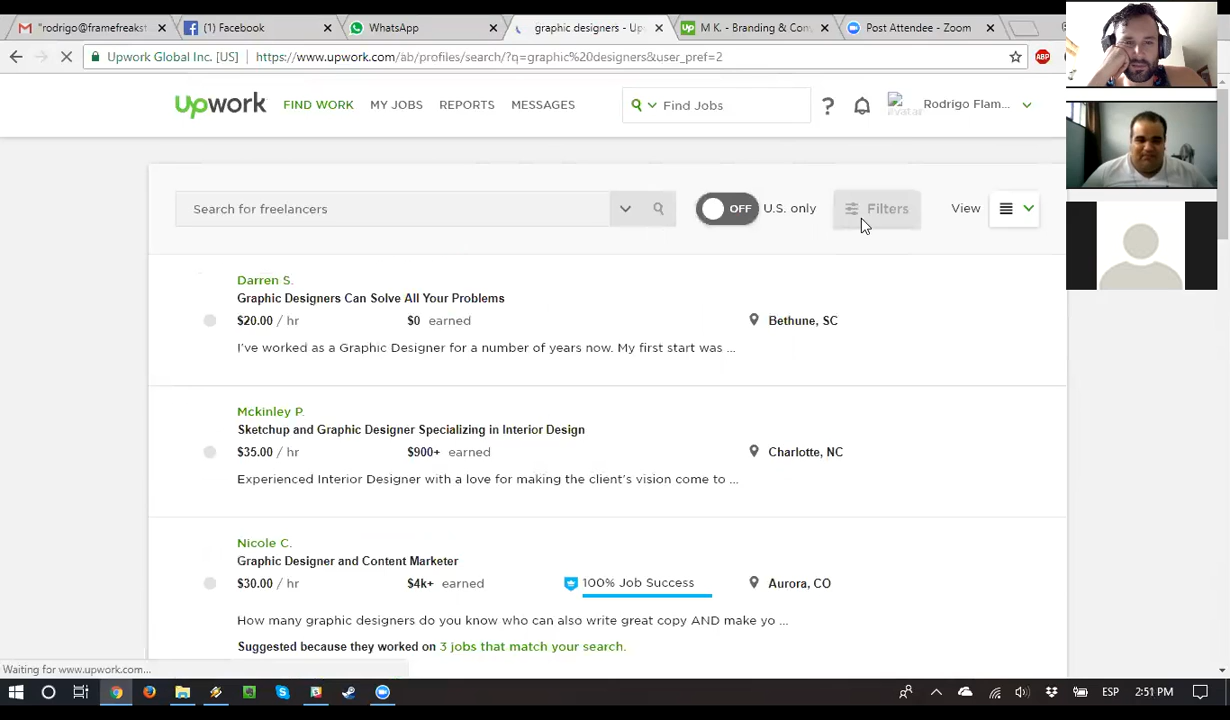 "rodrigo@framefreakst
(1) Facebook
WhatsApp
graphic designers - Up
M K. - Branding & Con
Post Attendee - Zoom
Upwork Global Inc. [US]
https://www.upwork.com/ab/profiles/search/?q=graphic%20designers&user_pref=2
ABP
upwork
FIND WORK
MY JOBS
REPORTS
MESSAGES
Find Jobs
?
Rodrigo Flam...
Search for freelancers
OFF
U.S. only
Filters
View
Darren S.
Graphic Designers Can Solve All Your Problems
$20.00 / hr
$0 earned
Bethune, SC
I've worked as a Graphic Designer for a number of years now. My first start was ...
Mckinley P.
Sketchup and Graphic Designer Specializing in Interior Design
$35.00 / hr
$900+ earned
Charlotte, NC
Experienced Interior Designer with a love for making the client's vision come to ...
Nicole C.
Graphic Designer and Content Marketer
$30.00 / hr
$4k+ earned
100% Job Success
Aurora, CO
How many graphic designers do you know who can also write great copy AND make yo ...
Suggested because they worked on 3 jobs that match your search.
Waiting for www.upwork.com...
ESP
2:51 PM